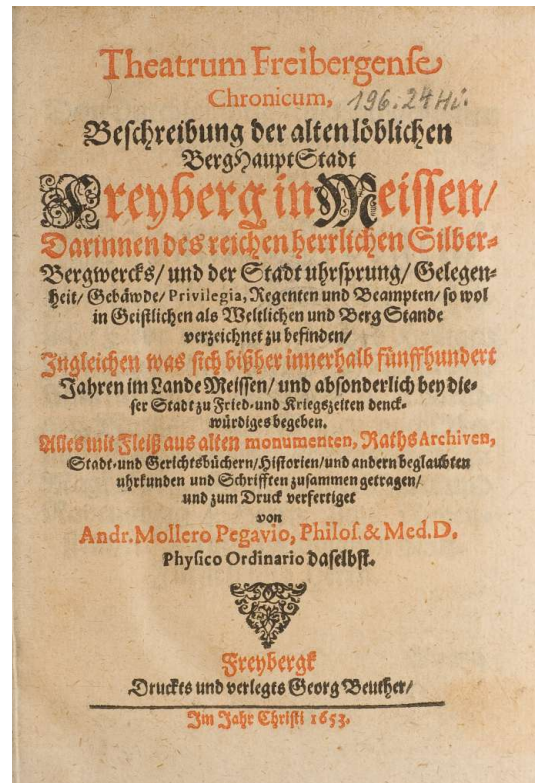 Theatrum Freibergense
Chronicum, 196.24 Hi.
Beschreibung der alten löblichen
BergHauptStadt
Freyberg in Meissen/
Darinnen des reichen herrlichen Silber-
Bergwercks/ und der Stadt uhrsprung/ Gelegen-
heit/ Gebäwde/ Privilegia, Regenten und Beampten/ so wol
in Geistlichen als Weltlichen und Berg Stande
verzeichnet zu befinden/
Ingleichen was sich bißher innerhalb fünffhundert
Jahren im Lande Meissen/ und absonderlich bey die-
ser Stadt zu Fried- und Kriegszeiten denck-
würdiges begeben.
Alles mit Fleiß aus alten monumenten, Raths Archiven,
Stadt- und Gerichtsbüchern/ Historien/ und andern beglaubten
uhrkunden und Schrifften zusammen getragen/
und zum Druck verfertiget
von
Andr. Mollero Pegavio, Philos. & Med. D.
Physico Ordinario daselbst.
Freybergk
Druckts und verlegts Georg Beuther/
Im Jahr Christi 1653.